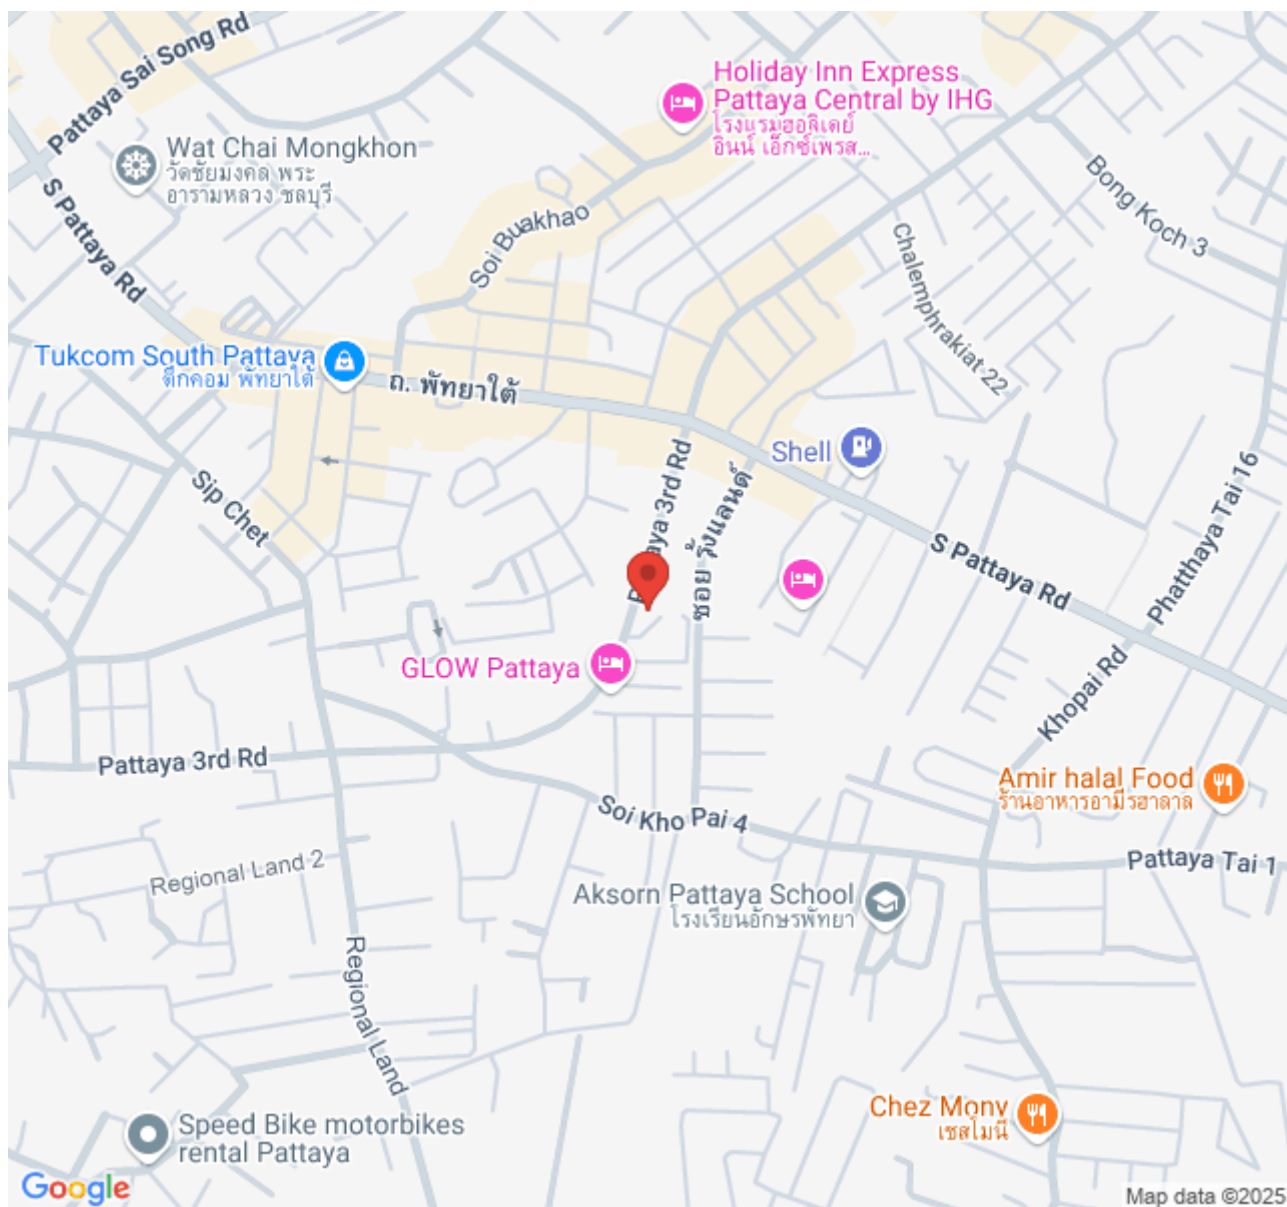 Pattaya Sai Song Rd
Holiday Inn Express
Pattaya Central by IHG
โรงแรมฮอลิเดย์
อินน์ เอ็กซ์เพรส...
Wat Chai Mongkhon
วัดชัยมงคล พระ
อารามหลวง ชลบุรี
S Pattaya Rd
Soi Buakhao
Bong Koch 3
Chalemphrakiat 22
Tukcom South Pattaya
ตึกคอม พัทยาใต้
ถ. พัทยาใต้
Shell
Sip Chet
Pattaya 3rd Rd
ซอย วิ้งแลนด์
S Pattaya Rd
Phatthaya Tai 16
Khopai Rd
GLOW Pattaya
Pattaya 3rd Rd
Soi Kho Pai 4
Amir halal Food
ร้านอาหารอามีรฮาลาล
Pattaya Tai 1
Regional Land 2
Aksorn Pattaya School
โรงเรียนอักษรพัทยา
Regional Land
Chez Mony
เชสโมนี
Speed Bike motorbikes
rental Pattaya
Google
Map data ©2025